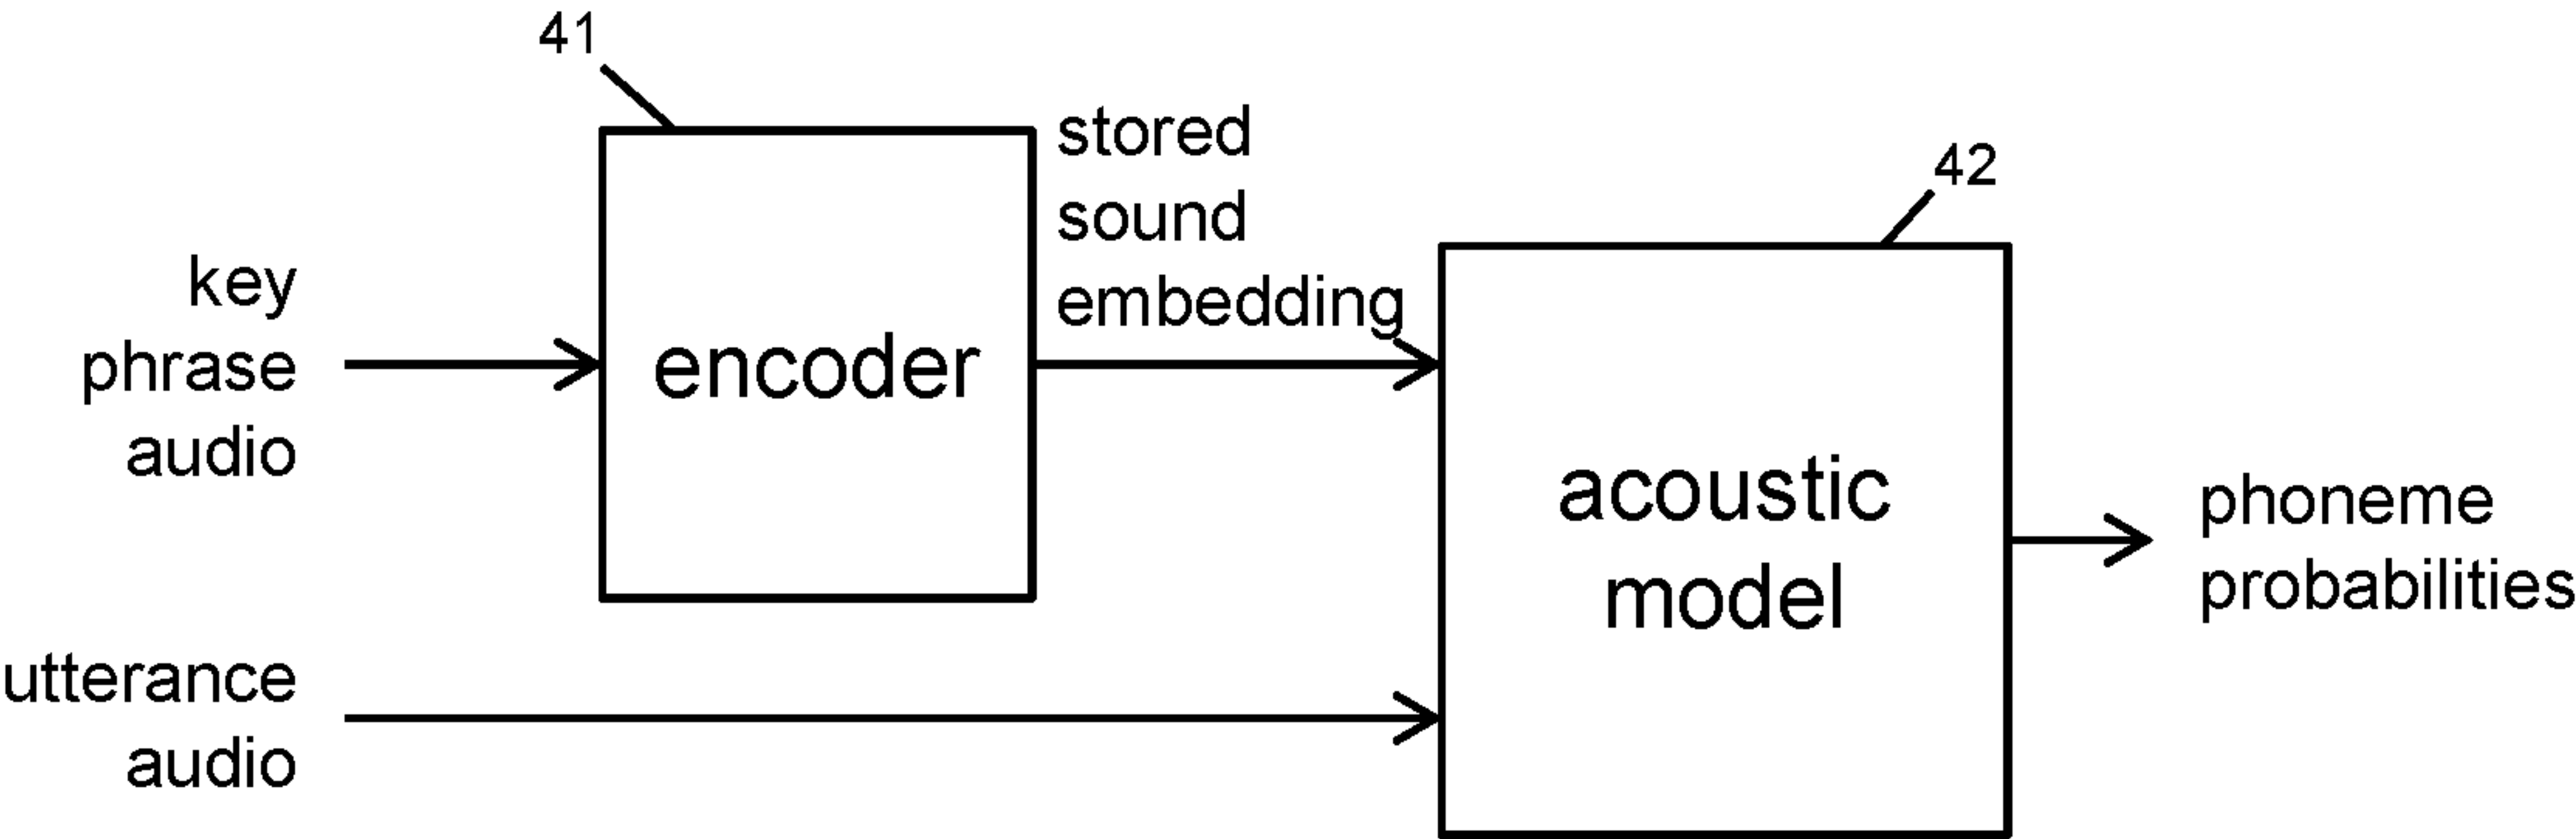 41
stored
sound
embedding
42
key
phrase
audio
encoder
acoustic
model
phoneme
probabilities
utterance
audio